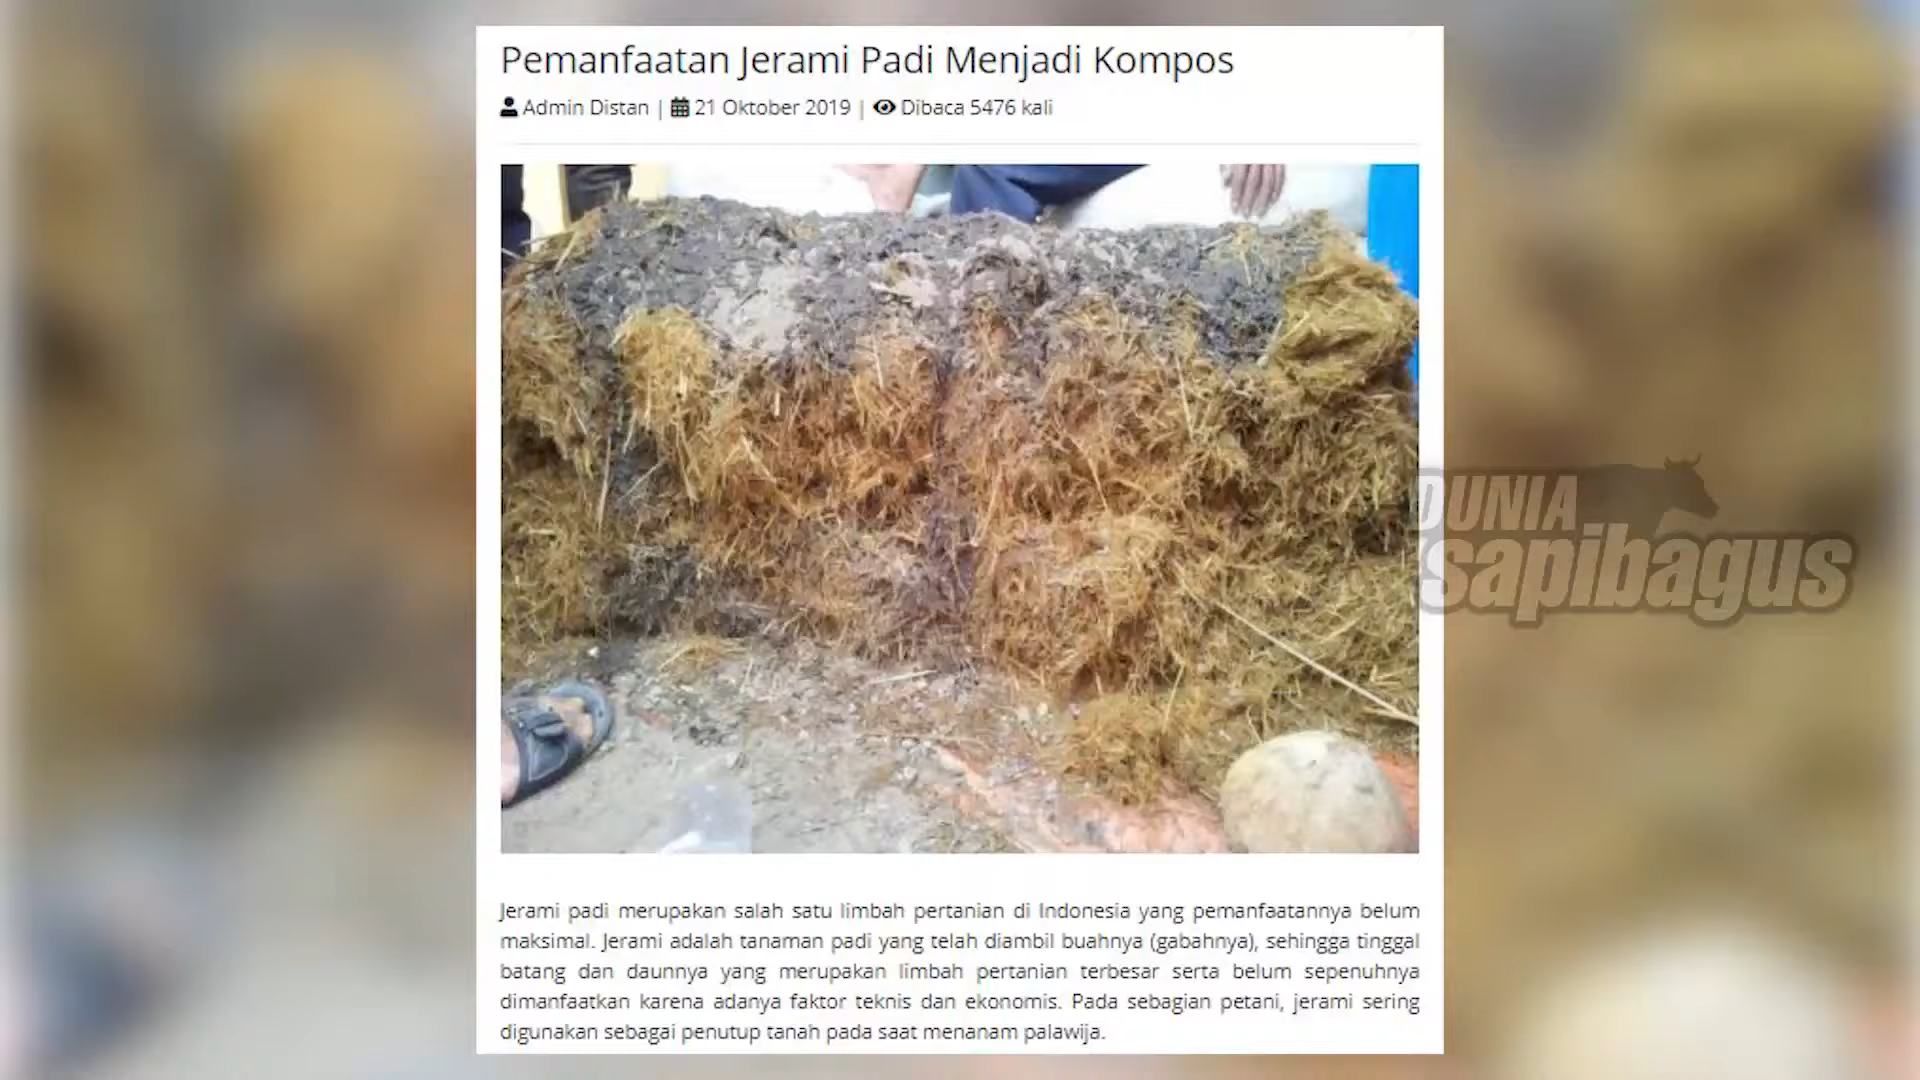 Pemanfaatan Jerami Padi Menjadi Kompos
Admin Distan | 21 Oktober 2019 | Dibaca 5476 kali
DUNIA
sapibagus
Jerami padi merupakan salah satu limbah pertanian di Indonesia yang pemanfaatannya belum
maksimal. Jerami adalah tanaman padi yang telah diambil buahnya (gabahnya), sehingga tinggal
batang dan daunnya yang merupakan limbah pertanian terbesar serta belum sepenuhnya
dimanfaatkan karena adanya faktor teknis dan ekonomis. Pada sebagian petani, jerami sering
digunakan sebagai penutup tanah pada saat menanam palawija.